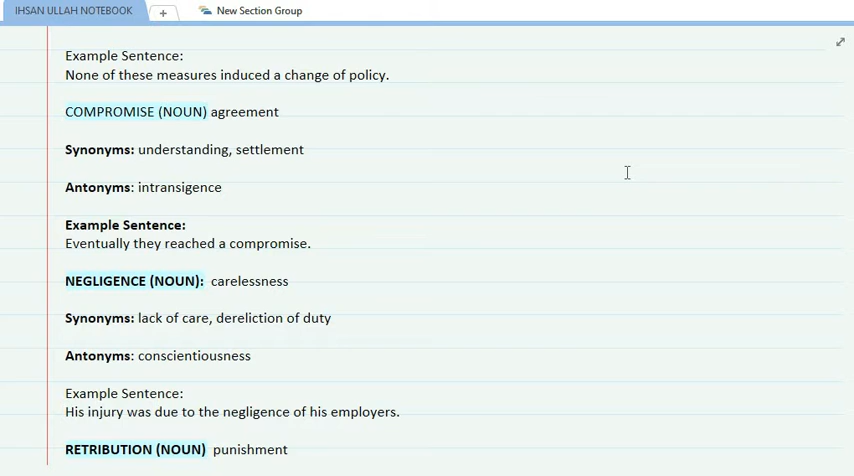 IHSAN ULLAH NOTEBOOK + New Section Group
Example Sentence:
None of these measures induced a change of policy.
COMPROMISE (NOUN) agreement
Synonyms: understanding, settlement
Antonyms: intransigence
Example Sentence:
Eventually they reached a compromise.
NEGLIGENCE (NOUN): carelessness
Synonyms: lack of care, dereliction of duty
Antonyms: conscientiousness
Example Sentence:
His injury was due to the negligence of his employers.
RETRIBUTION (NOUN) punishment